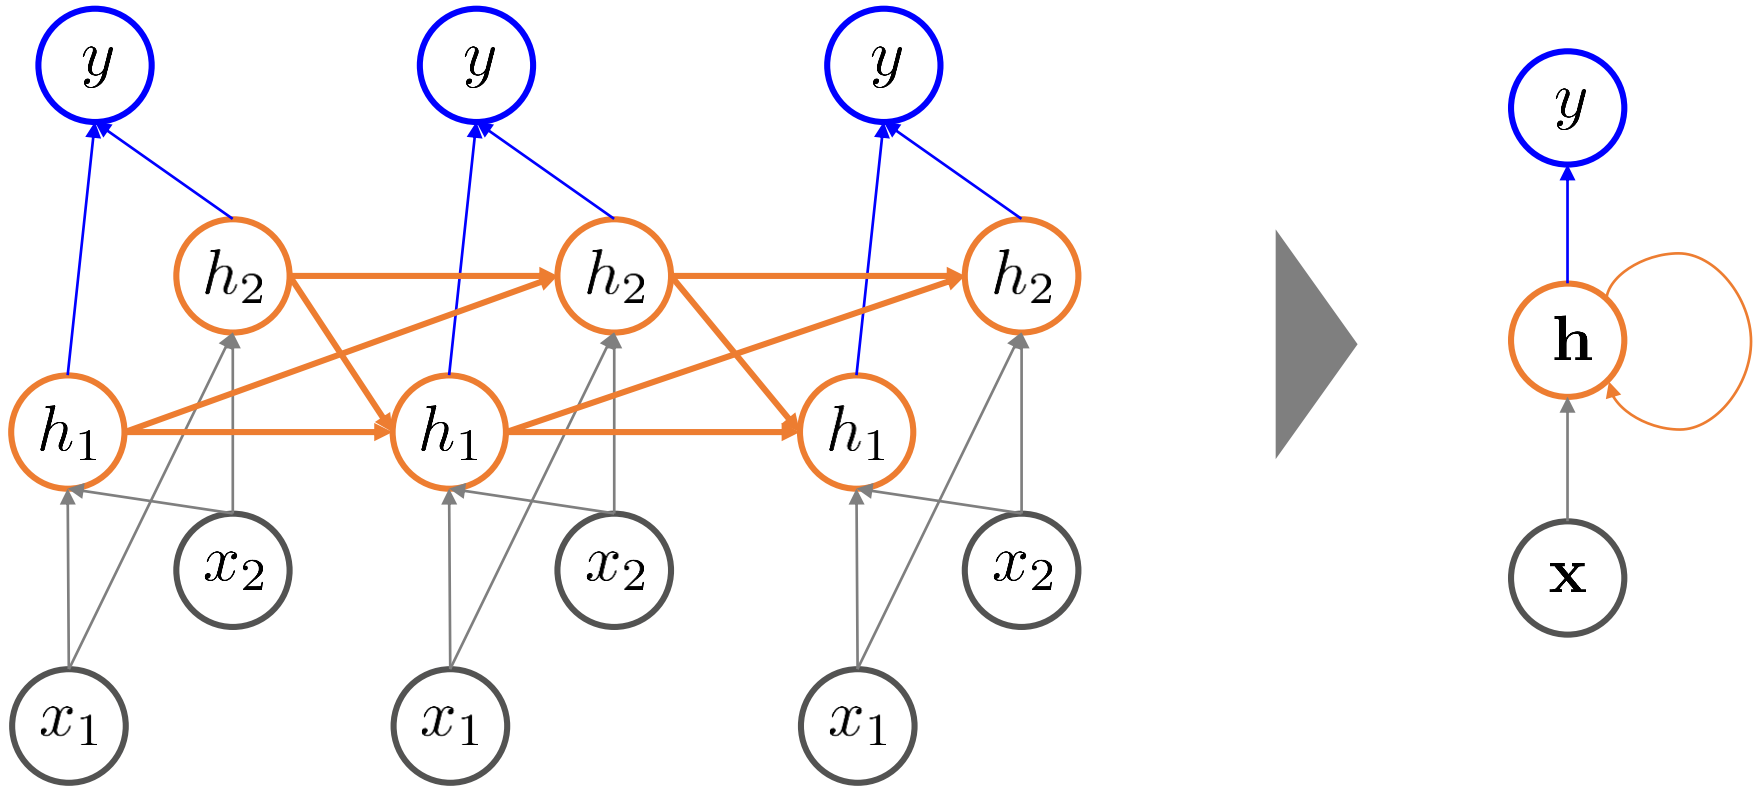 y y y y
h₂ h₂ h₂
h
h₁ h₁ h₁
x₂ x₂ x₂ x
x₁ x₁ x₁